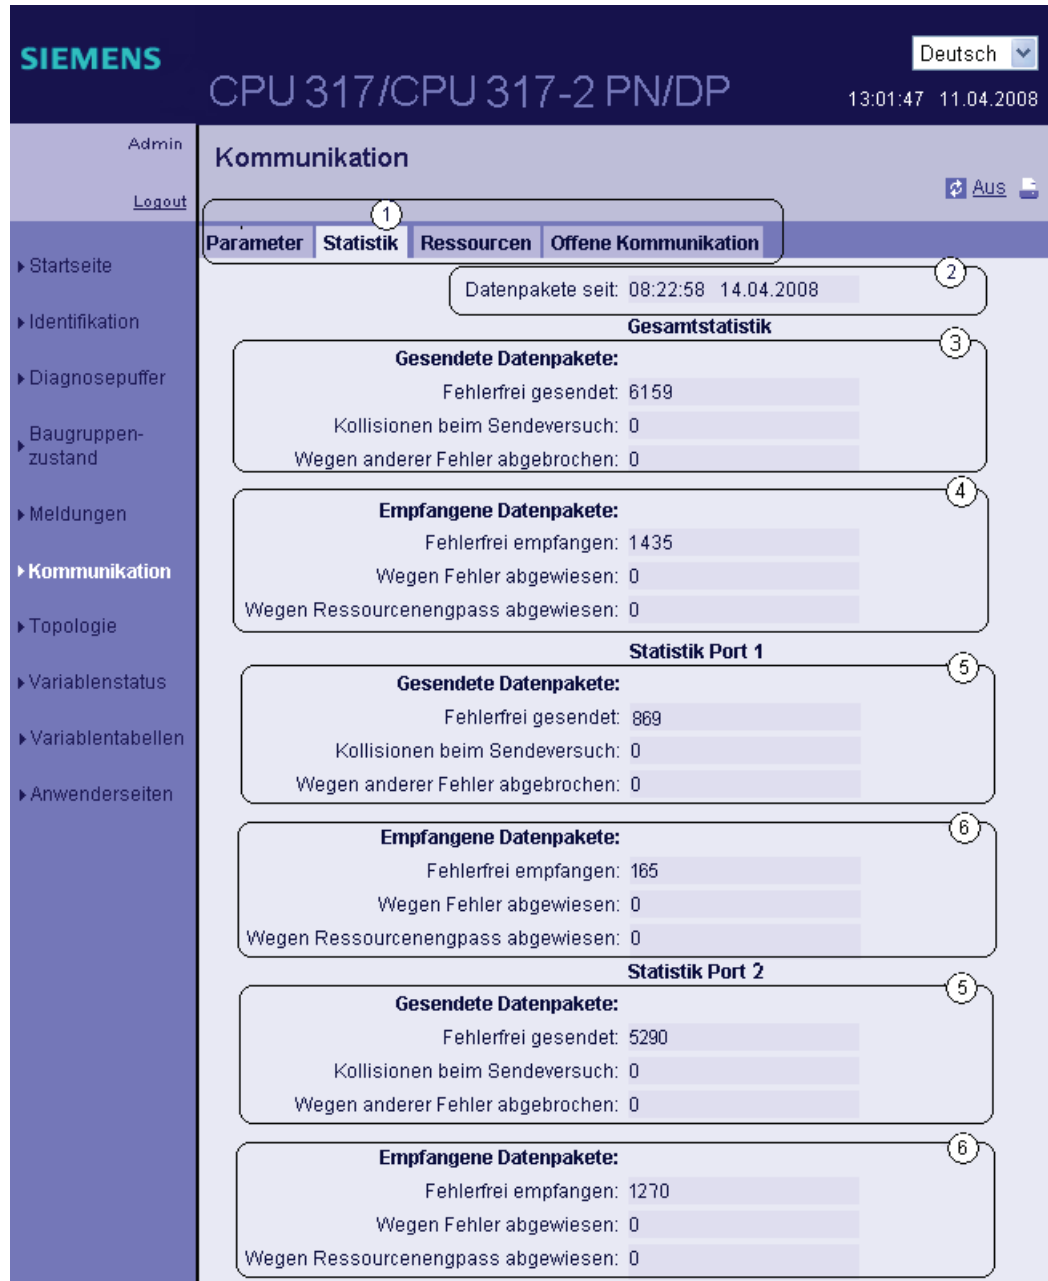 SIEMENS
Deutsch
CPU 317/CPU 317-2 PN/DP
13:01:47 11.04.2008
Admin
Kommunikation
Logout
Aus
1
Parameter Statistik Ressourcen Offene Kommunikation
Startseite
Identifikation
Diagnosepuffer
Baugruppen-
zustand
Meldungen
Kommunikation
Topologie
Variablenstatus
Variablentabellen
Anwenderseiten
2
Datenpakete seit: 08:22:58 14.04.2008
Gesamtstatistik
3
Gesendete Datenpakete:
Fehlerfrei gesendet: 6159
Kollisionen beim Sendeversuch: 0
Wegen anderer Fehler abgebrochen: 0
4
Empfangene Datenpakete:
Fehlerfrei empfangen: 1435
Wegen Fehler abgewiesen: 0
Wegen Ressourcenengpass abgewiesen: 0
Statistik Port 1
5
Gesendete Datenpakete:
Fehlerfrei gesendet: 869
Kollisionen beim Sendeversuch: 0
Wegen anderer Fehler abgebrochen: 0
6
Empfangene Datenpakete:
Fehlerfrei empfangen: 165
Wegen Fehler abgewiesen: 0
Wegen Ressourcenengpass abgewiesen: 0
Statistik Port 2
5
Gesendete Datenpakete:
Fehlerfrei gesendet: 5290
Kollisionen beim Sendeversuch: 0
Wegen anderer Fehler abgebrochen: 0
6
Empfangene Datenpakete:
Fehlerfrei empfangen: 1270
Wegen Fehler abgewiesen: 0
Wegen Ressourcenengpass abgewiesen: 0